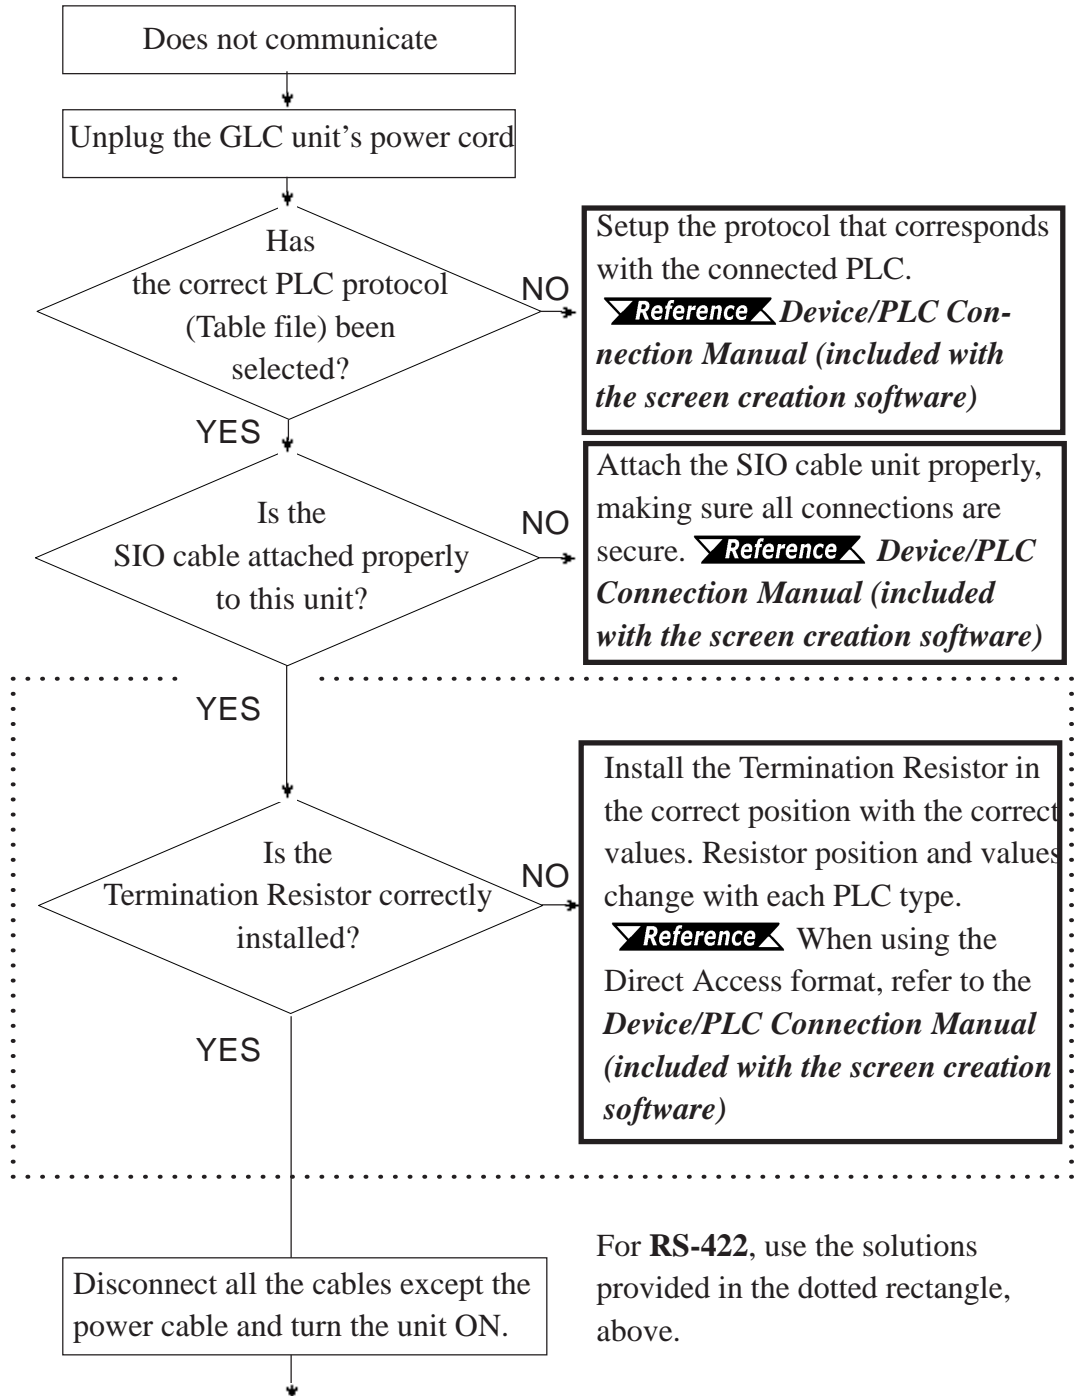 Does not communicate
Unplug the GLC unit's power cord
Has
the correct PLC protocol
(Table file) been
selected?
NO
Setup the protocol that corresponds
with the connected PLC.
Reference Device/PLC Con-
nection Manual (included with
the screen creation software)
YES
Is the
SIO cable attached properly
to this unit?
NO
Attach the SIO cable unit properly,
making sure all connections are
secure. Reference Device/PLC
Connection Manual (included
with the screen creation software)
YES
Is the
Termination Resistor correctly
installed?
NO
Install the Termination Resistor in
the correct position with the correct
values. Resistor position and values
change with each PLC type.
Reference When using the
Direct Access format, refer to the
Device/PLC Connection Manual
(included with the screen creation
software)
YES
Disconnect all the cables except the
power cable and turn the unit ON.
For RS-422, use the solutions
provided in the dotted rectangle,
above.